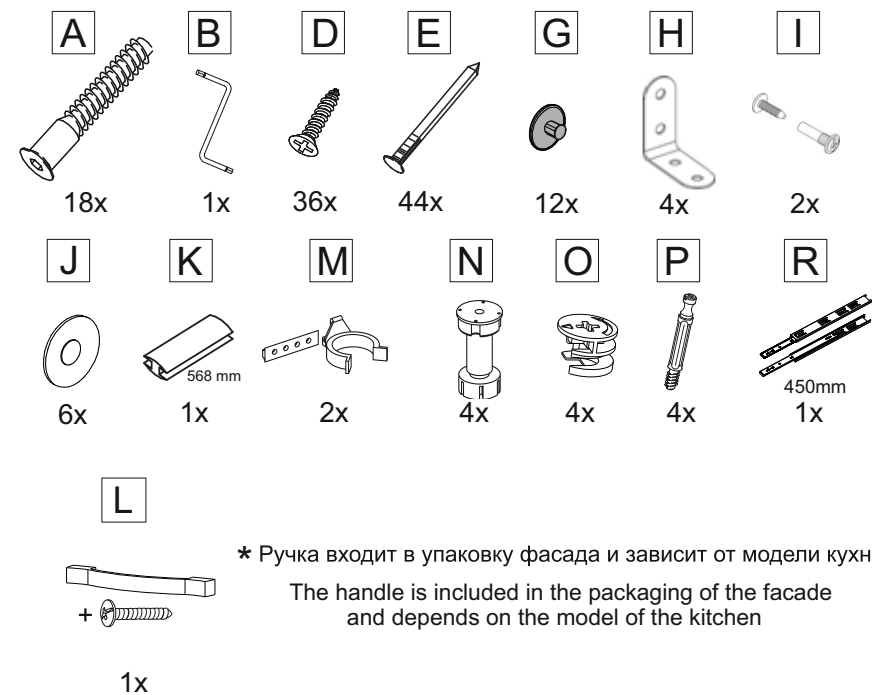 A B D E G H I
18x 1x 36x 44x 12x 4x 2x
J K M N O P R
568 mm
450mm
6x 1x 2x 4x 4x 4x 1x
L
* Ручка входит в упаковку фасада и зависит от модели кухн
The handle is included in the packaging of the facade
and depends on the model of the kitchen
+
1x